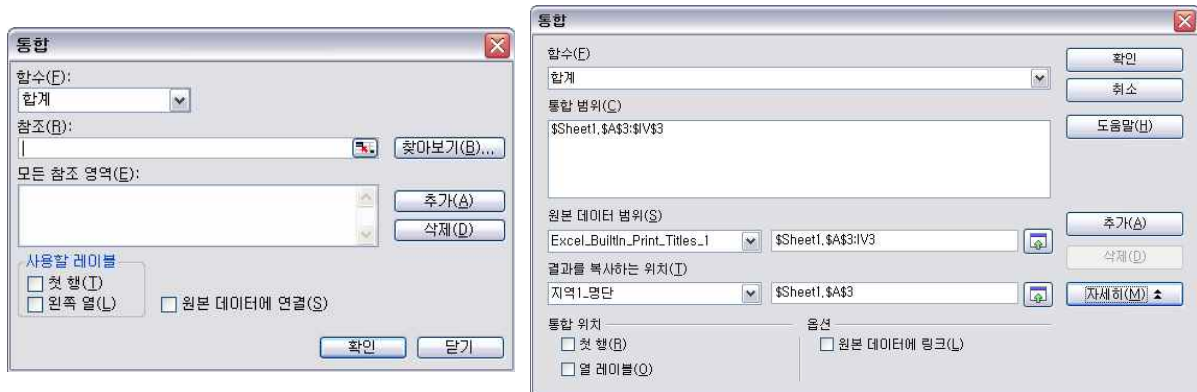 통합
함수(F):
합계
참조(R):
찾아보기(B)...
모든 참조 영역(E):
추가(A)
삭제(D)
사용할 레이블
첫 행(T)
왼쪽 열(L)
원본 데이터에 연결(S)
확인
닫기
통합
함수(F)
합계
확인
취소
통합 범위(C)
$Sheet1.$A$3:$IV$3
도움말(H)
원본 데이터 범위(S)
Excel_BuiltIn_Print_Titles_1
$Sheet1.$A$3:IV3
추가(A)
삭제(D)
결과를 복사하는 위치(T)
지역1_명단
$Sheet1.$A$3
자세히(M)
통합 위치
옵션
첫 행(R)
원본 데이터에 링크(L)
열 레이블(O)